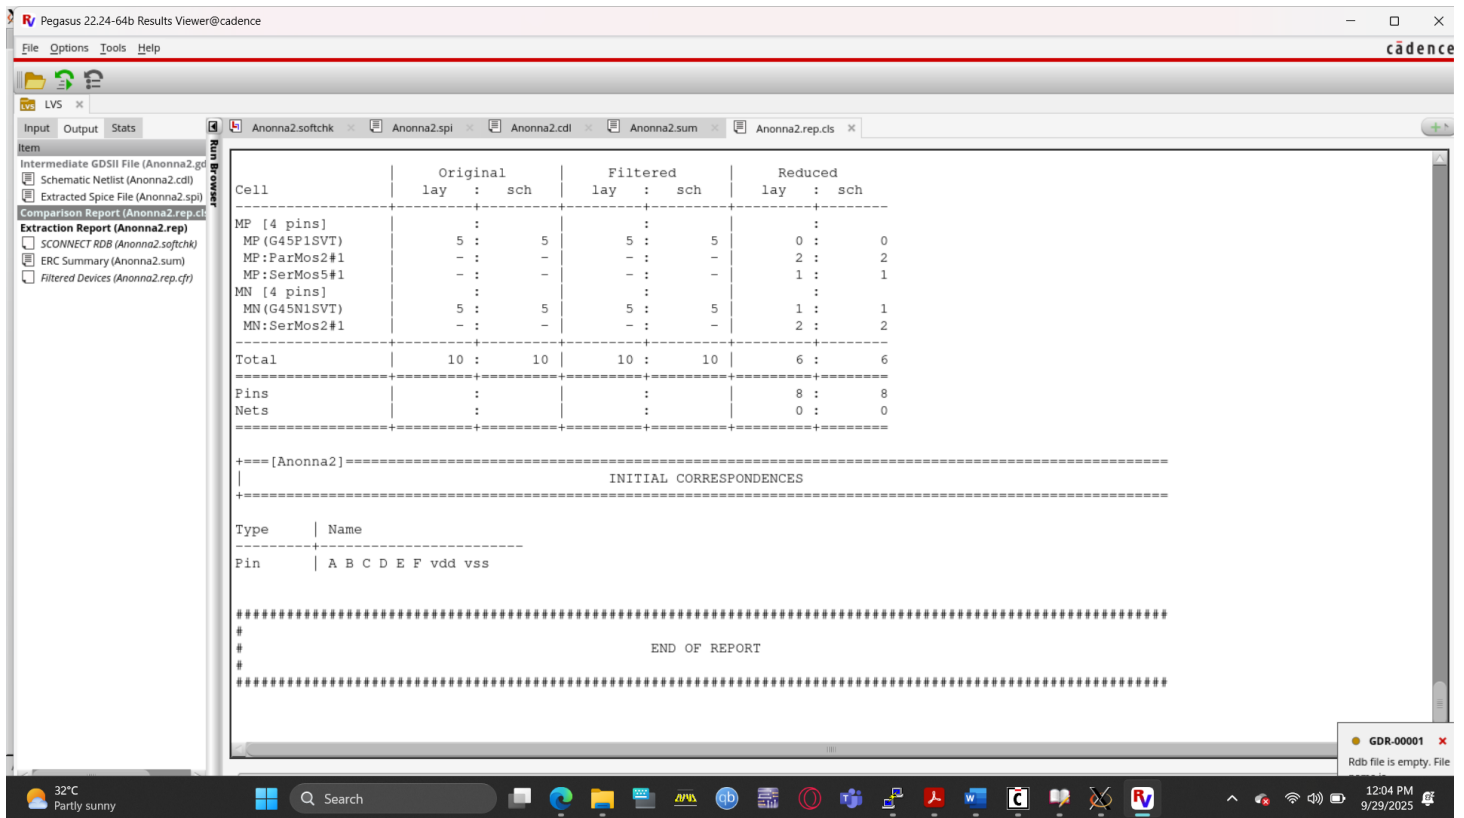 Pegasus 22.24-64b Results Viewer@cadence
File Options Tools Help
cādence
LVS
Input Output Stats
Anonna2.softchk Anonna2.spi Anonna2.cdl Anonna2.sum Anonna2.rep.cls
Item
Intermediate GDSII File (Anonna2.gd
Schematic Netlist (Anonna2.cdl)
Extracted Spice File (Anonna2.spi)
Comparison Report (Anonna2.rep.cls
Extraction Report (Anonna2.rep)
SCONNECT RDB (Anonna2.softchk)
ERC Summary (Anonna2.sum)
Filtered Devices (Anonna2.rep.cfr)
Run Browser
| Original | Filtered | Reduced
Cell | lay : sch | lay : sch | lay : sch
------------------+---------+---------+---------+---------+---------+--------
MP [4 pins] | : | : | :
MP(G45P1SVT) | 5 : 5 | 5 : 5 | 0 : 0
MP:ParMos2#1 | - : - | - : - | 2 : 2
MP:SerMos5#1 | - : - | - : - | 1 : 1
MN [4 pins] | : | : | :
MN(G45N1SVT) | 5 : 5 | 5 : 5 | 1 : 1
MN:SerMos2#1 | - : - | - : - | 2 : 2
------------------+---------+---------+---------+---------+---------+--------
Total | 10 : 10 | 10 : 10 | 6 : 6
==================+=========+=========+=========+=========+=========+========
Pins | : | : | 8 : 8
Nets | : | : | 0 : 0
==================+=========+=========+=========+=========+=========+========
+===[Anonna2]=================================================================================================
| INITIAL CORRESPONDENCES
+=============================================================================================================
Type | Name
---------+------------------------
Pin | A B C D E F vdd vss
##############################################################################################################
#
# END OF REPORT
#
##############################################################################################################
GDR-00001
Rdb file is empty. File
32°C
Partly sunny
Search
12:04 PM
9/29/2025